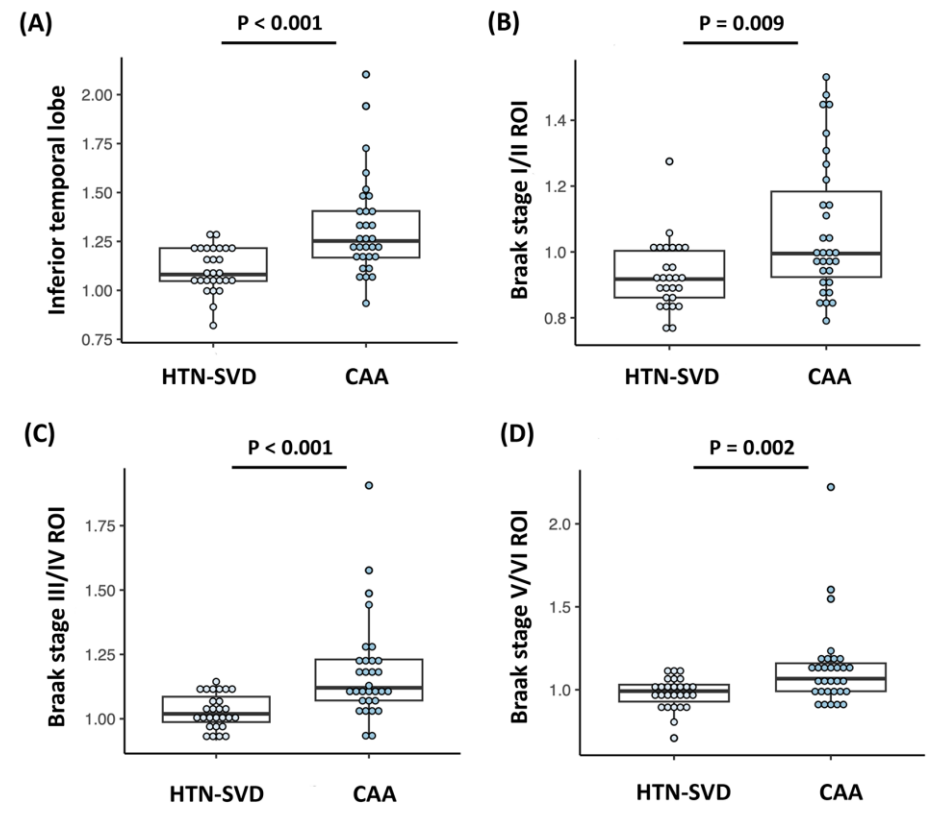 (A)
P < 0.001
Inferior temporal lobe
2.00
1.75
1.50
1.25
1.00
0.75
HTN-SVD CAA
(B)
P = 0.009
Braak stage I/II ROI
1.4
1.2
1.0
0.8
HTN-SVD CAA
(C)
P < 0.001
Braak stage III/IV ROI
1.75
1.50
1.25
1.00
HTN-SVD CAA
(D)
P = 0.002
Braak stage V/VI ROI
2.0
1.5
1.0
HTN-SVD CAA